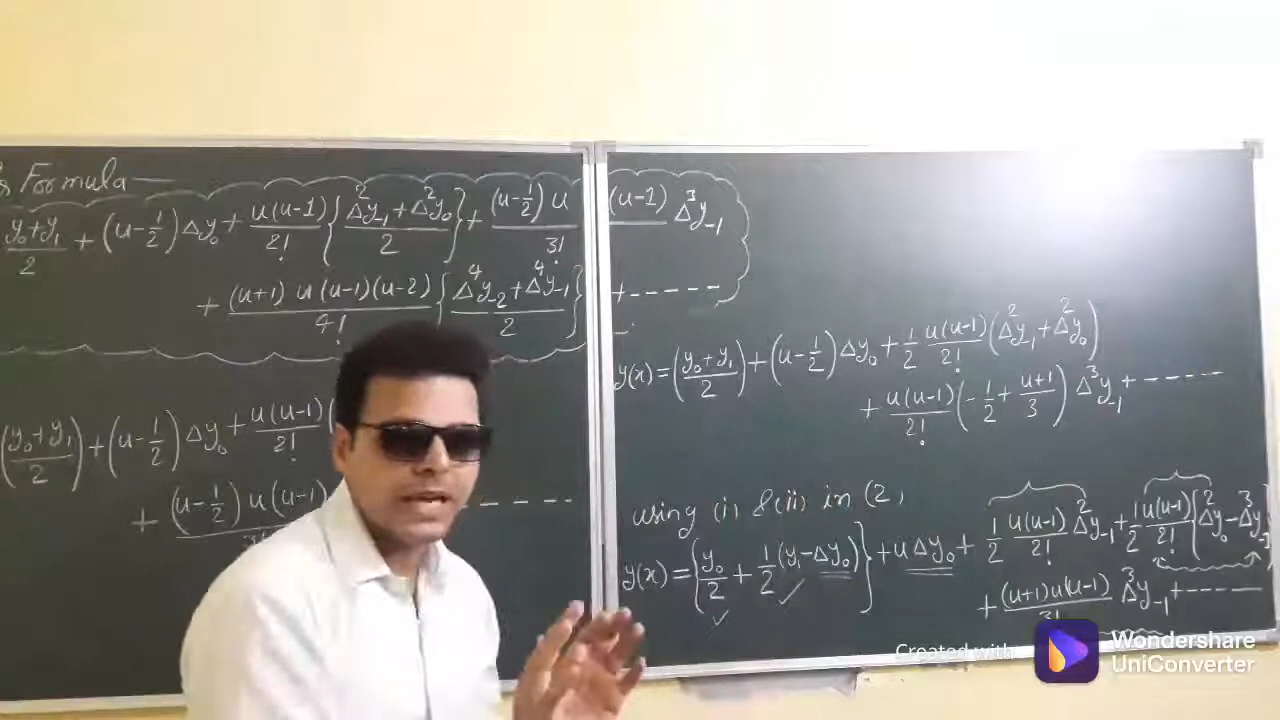 s Formula —
(y₀+y₁)/2 + (u-1/2) Δy₀ + u(u-1)/2! {(Δ²y₋₁ + Δ²y₀)/2} + (u-1/2) u (u-1)/3! Δ³y₋₁
+ (u+1) u (u-1)(u-2)/4! {(Δ⁴y₋₂ + Δ⁴y₋₁)/2} + -----
((y₀+y₁)/2) + (u-1/2) Δy₀ + u(u-1)/2! (
+ (u-1/2) u (u-1) - - - -
y(x) = ((y₀+y₁)/2) + (u-1/2) Δy₀ + 1/2 u(u-1)/2! (Δ²y₋₁ + Δ²y₀)
+ u(u-1)/2! (-1/2 + (u+1)/3) Δ³y₋₁ + -----
using (i) & (ii) in (2,
y(x) = {y₀/2 + 1/2 (y₁ - Δy₀)} + u Δy₀ + 1/2 u(u-1)/2! Δ²y₋₁ + 1/2 u(u-1)/2! {Δ²y₀ - Δ³y₋₁}
+ (u+1)u(u-1)/3! Δ³y₋₁ + -----
Created with
Wondershare
UniConverter